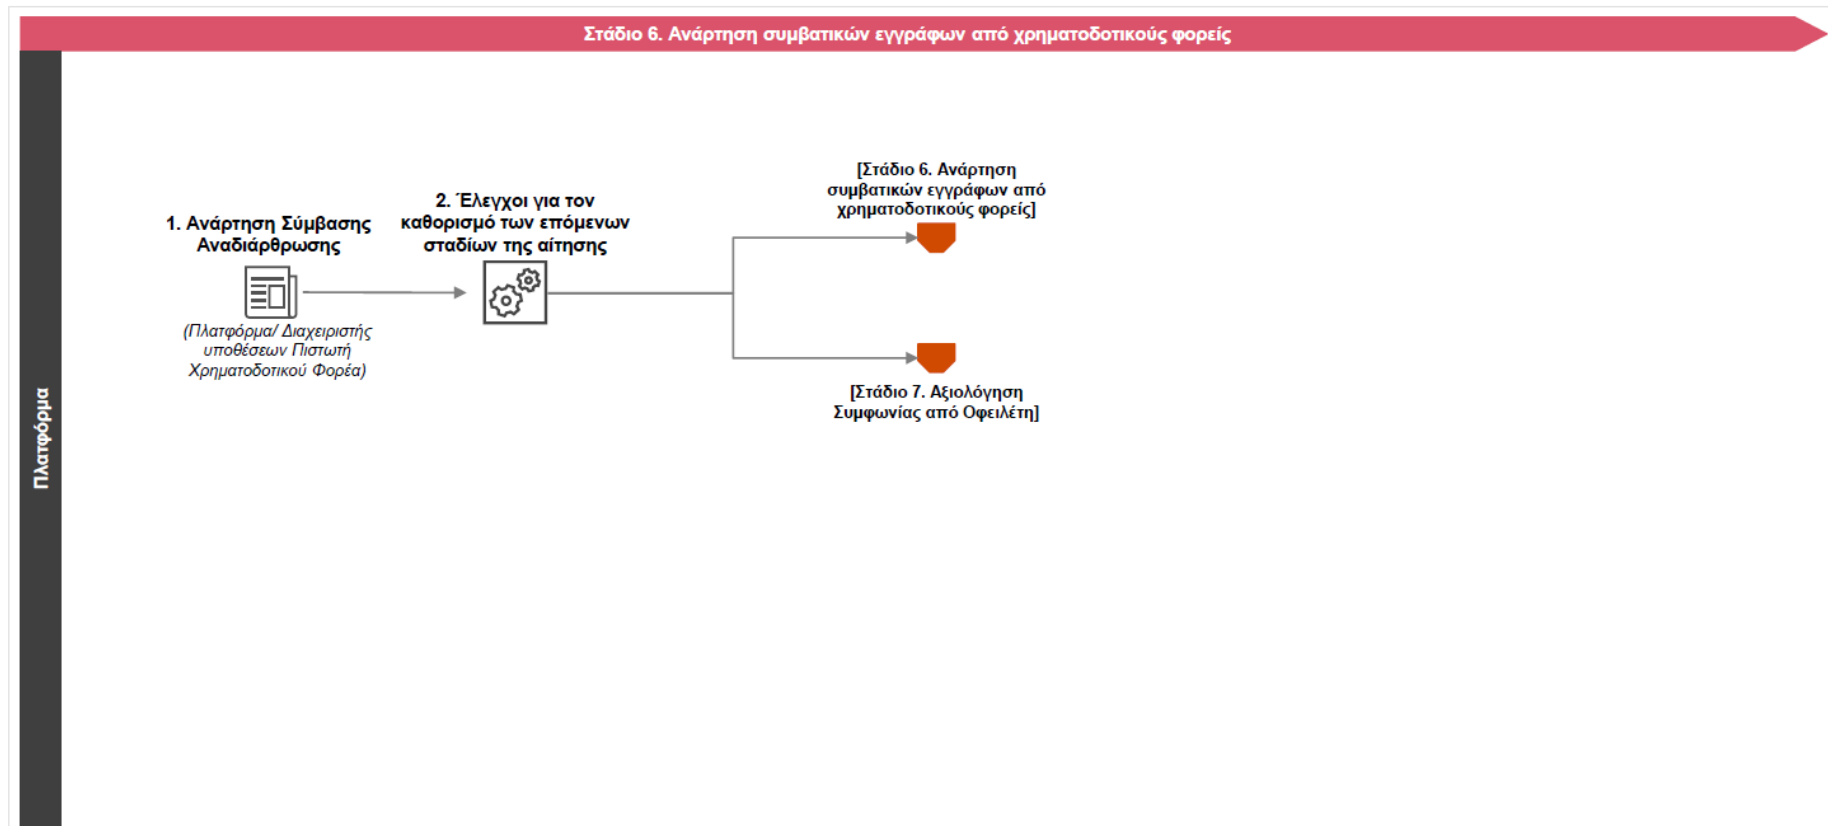 Στάδιο 6. Ανάρτηση συμβατικών εγγράφων από χρηματοδοτικούς φορείς
Πλατφόρμα
1. Ανάρτηση Σύμβασης
Αναδιάρθρωσης
(Πλατφόρμα/ Διαχειριστής
υποθέσεων Πιστωτή
Χρηματοδοτικού Φορέα)
2. Έλεγχοι για τον
καθορισμό των επόμενων
σταδίων της αίτησης
[Στάδιο 6. Ανάρτηση
συμβατικών εγγράφων από
χρηματοδοτικούς φορείς]
[Στάδιο 7. Αξιολόγηση
Συμφωνίας από Οφειλέτη]